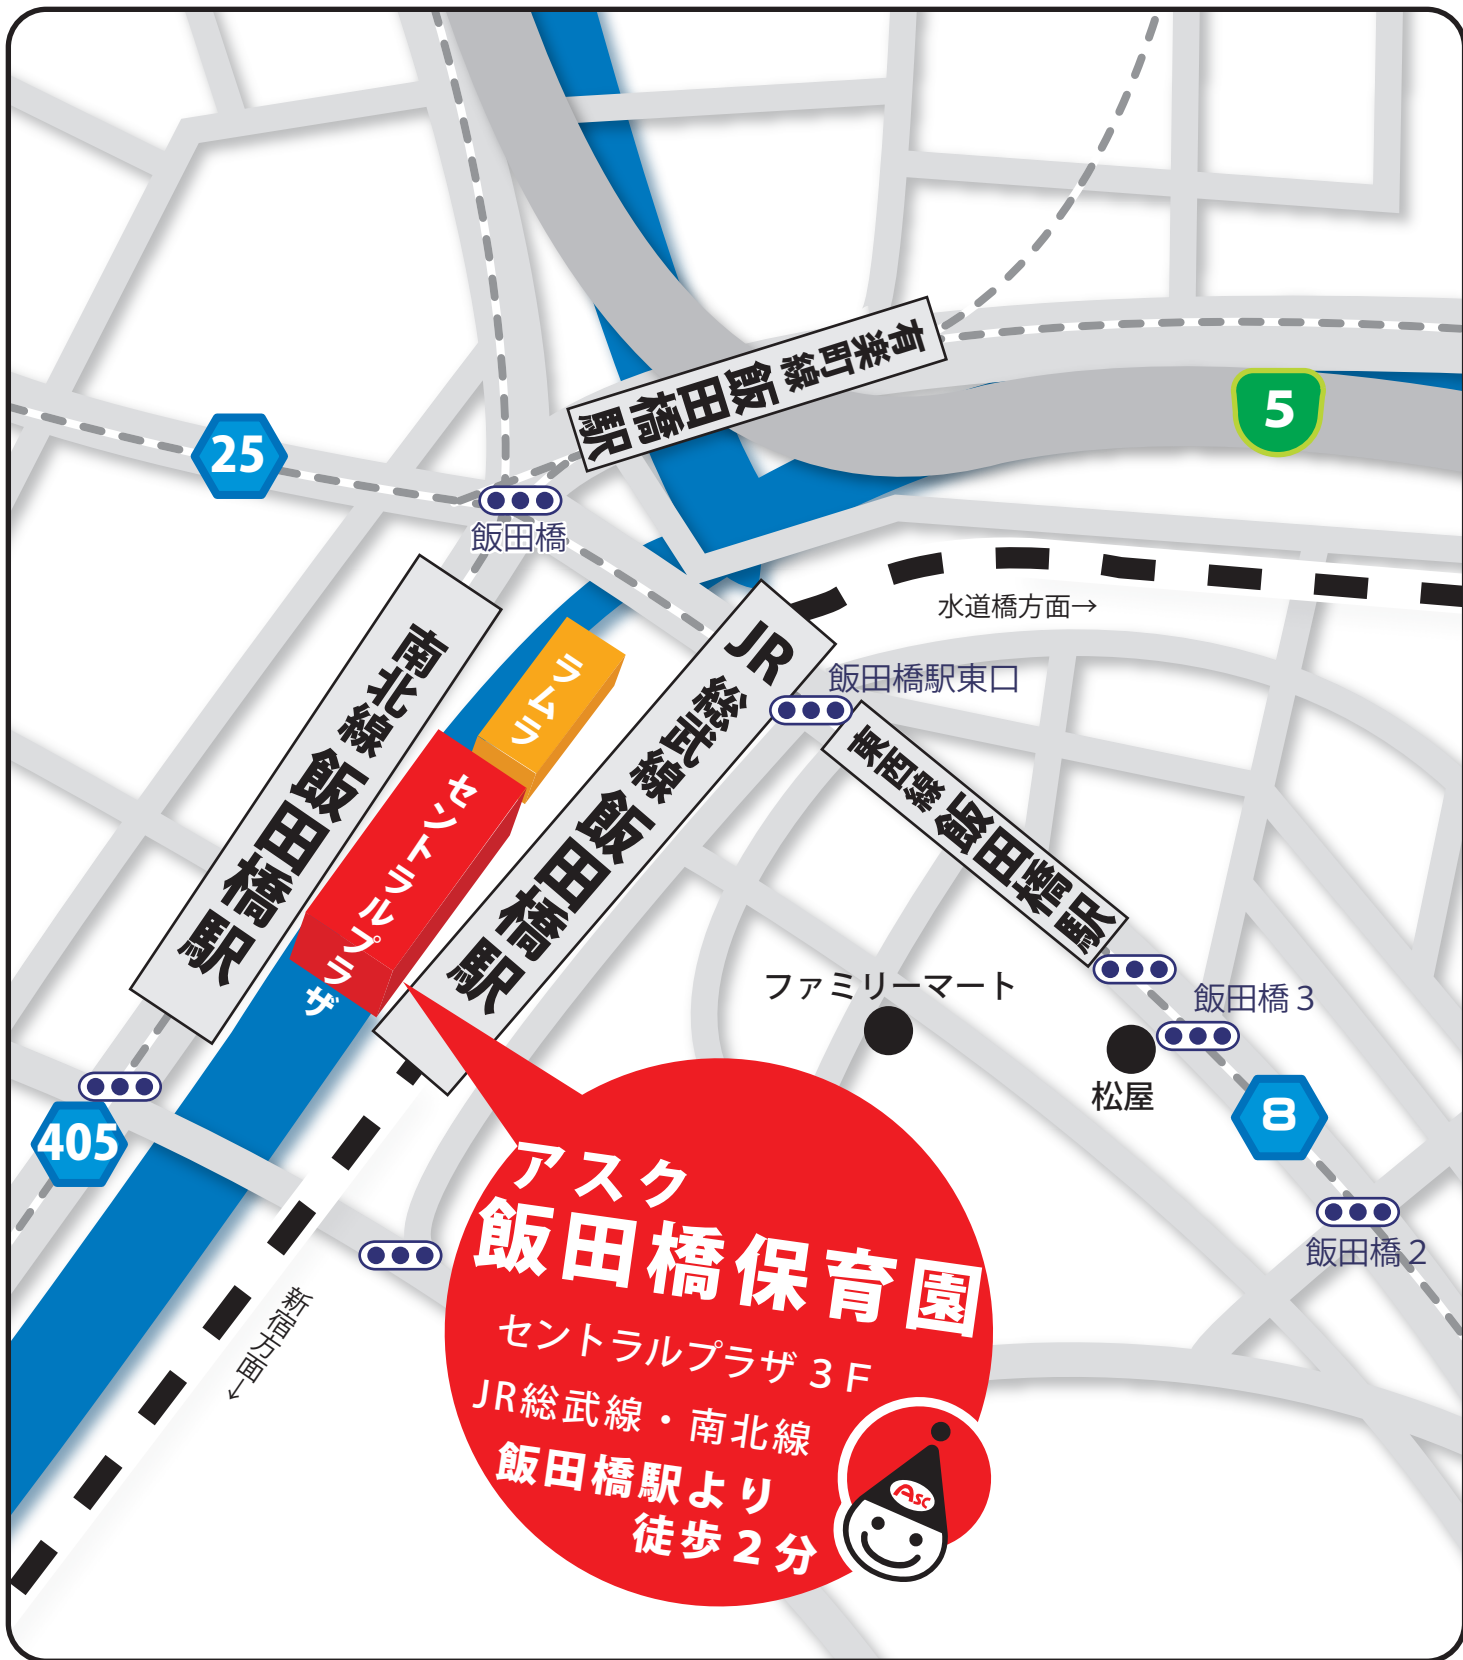 有楽町線 飯田橋駅
5
25
飯田橋
水道橋方面→
JR 総武線 飯田橋駅
飯田橋駅東口
南北線 飯田橋駅
ラムラ
セントラルプラザ
東西線 飯田橋駅
ファミリーマート
飯田橋3
松屋
405
8
飯田橋2
新宿方面→
アスク
飯田橋保育園
セントラルプラザ3F
JR総武線・南北線
飯田橋駅より
徒歩2分
Asc